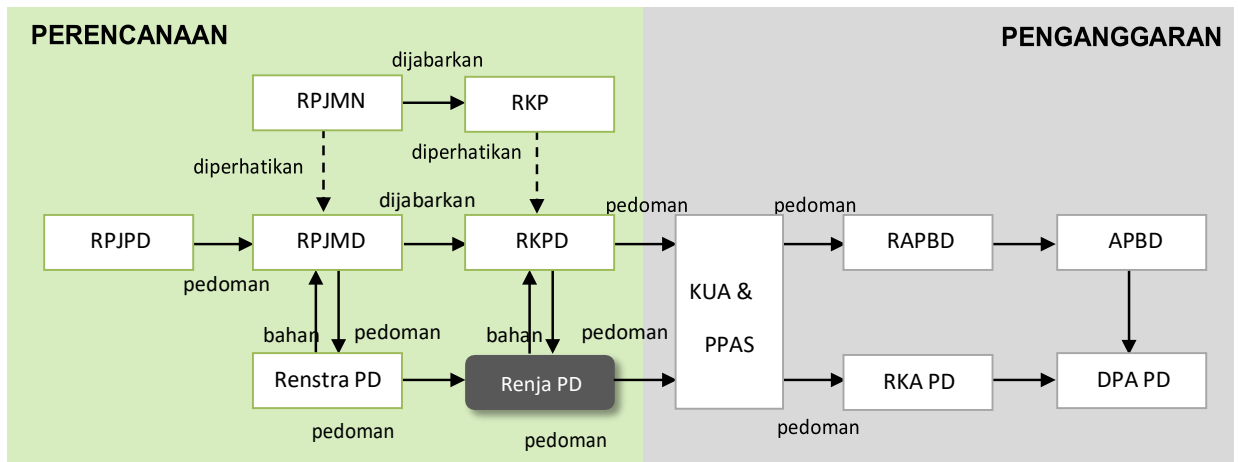 PERENCANAAN
PENGANGGARAN
dijabarkan
RPJMN
RKP
diperhatikan
diperhatikan
dijabarkan
pedoman
pedoman
RPJPD
RPJMD
RKPD
RAPBD
APBD
pedoman
KUA &
PPAS
bahan
pedoman
bahan
pedoman
Renstra PD
Renja PD
RKA PD
DPA PD
pedoman
pedoman
pedoman